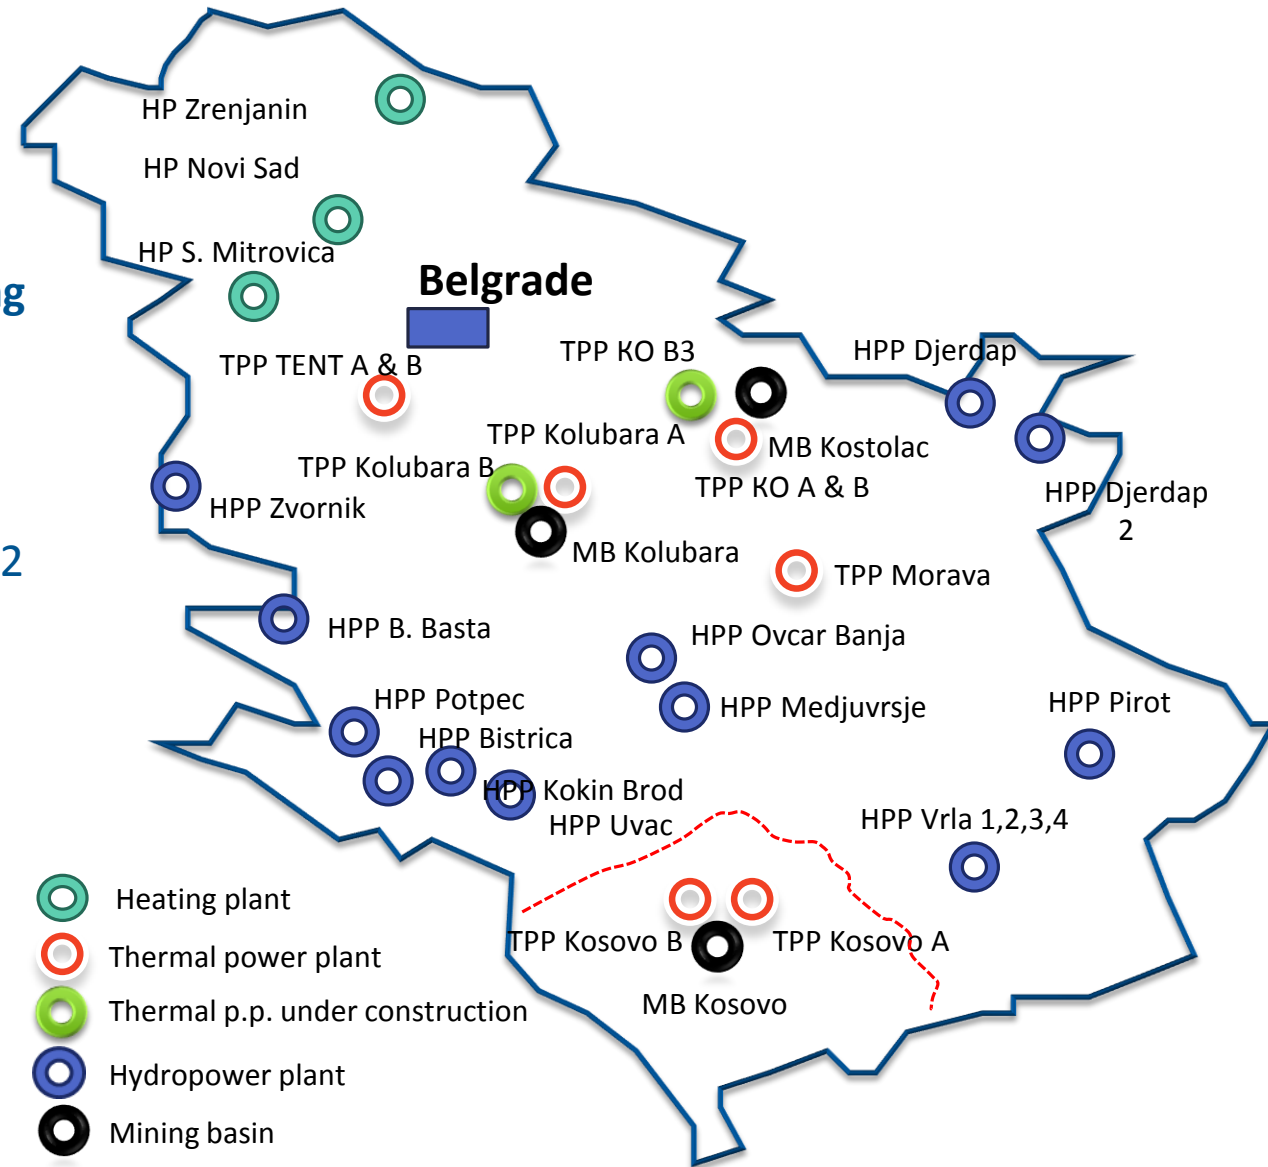 HP Zrenjanin
HP Novi Sad
HP S. Mitrovica
Belgrade
TPP TENT A & B
TPP KO B3
HPP Djerdap
TPP Kolubara A
MB Kostolac
TPP Kolubara B
TPP KO A & B
HPP Djerdap
2
HPP Zvornik
2
MB Kolubara
TPP Morava
HPP B. Basta
HPP Ovcar Banja
HPP Potpec
HPP Medjuvrsje
HPP Pirot
HPP Bistrica
HPP Kokin Brod
HPP Uvac
HPP Vrla 1,2,3,4
TPP Kosovo B
TPP Kosovo A
MB Kosovo
Heating plant
Thermal power plant
Thermal p.p. under construction
Hydropower plant
Mining basin